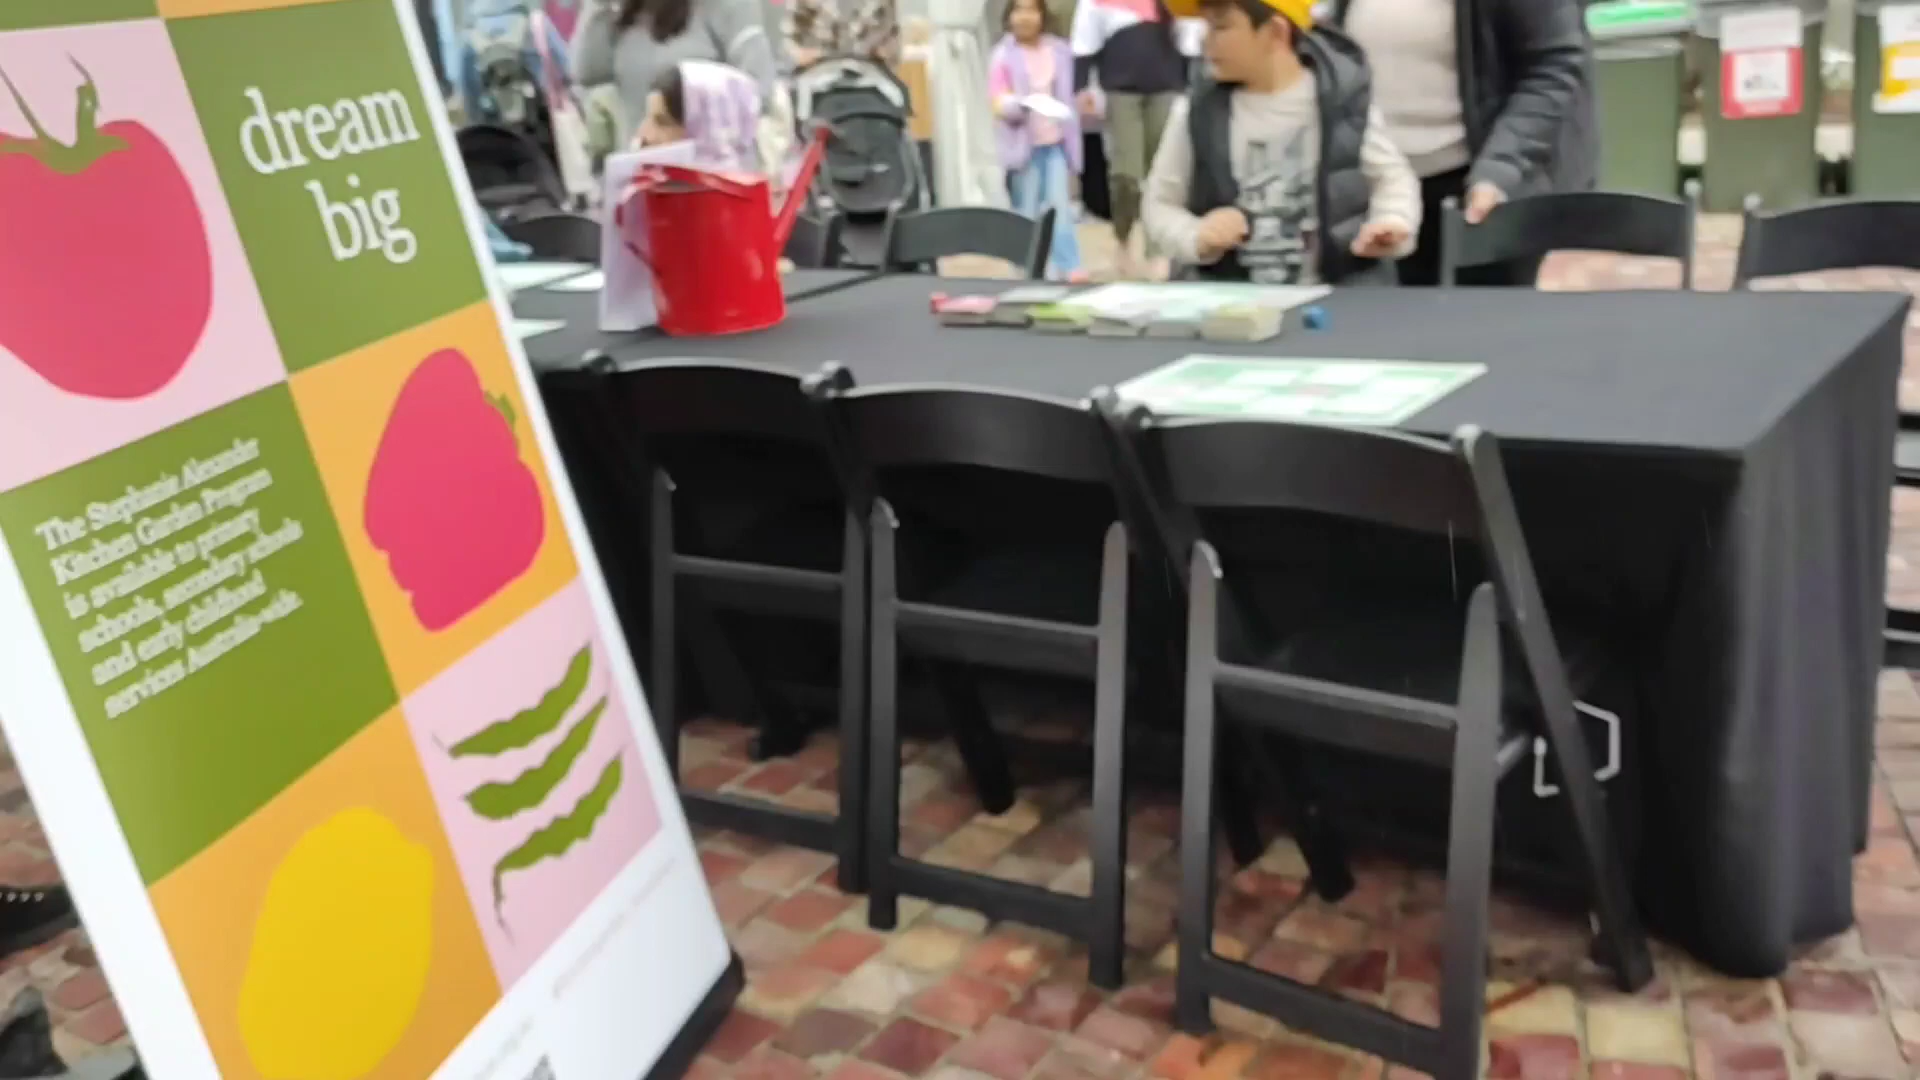 dream
big
The Stephanie Alexander
Kitchen Garden Program
is available to primary
schools, secondary schools
and early childhood
services Australia-wide.